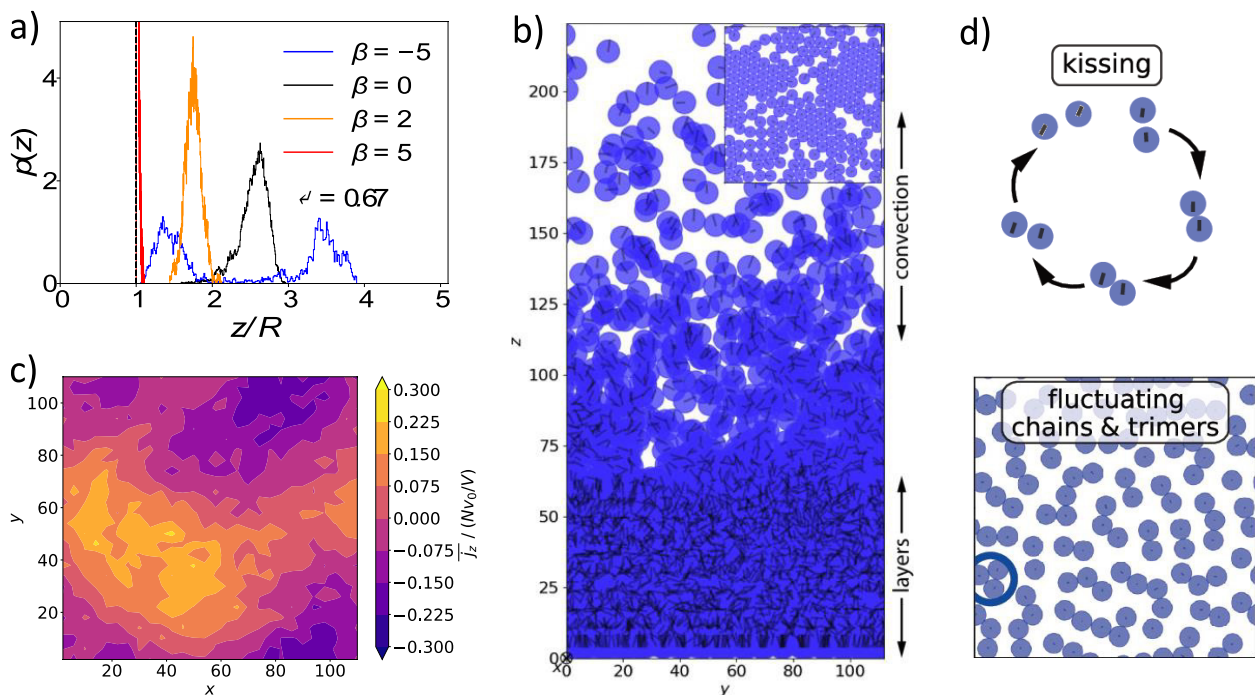 a)
p(z)
4
2
0
β = −5
β = 0
β = 2
β = 5
= 0.67
0 1 2 3 4 5
z/R
b)
z
200
175
150
125
100
75
50
25
0
x
0 20 40 60 80 100
y
convection
layers
c)
y
100
80
60
40
20
20 40 60 80 100
x
0.300
0.225
0.150
0.075
0.000
−0.075
−0.150
−0.225
−0.300
j_z / (Nv₀/V)
d)
kissing
fluctuating
chains & trimers